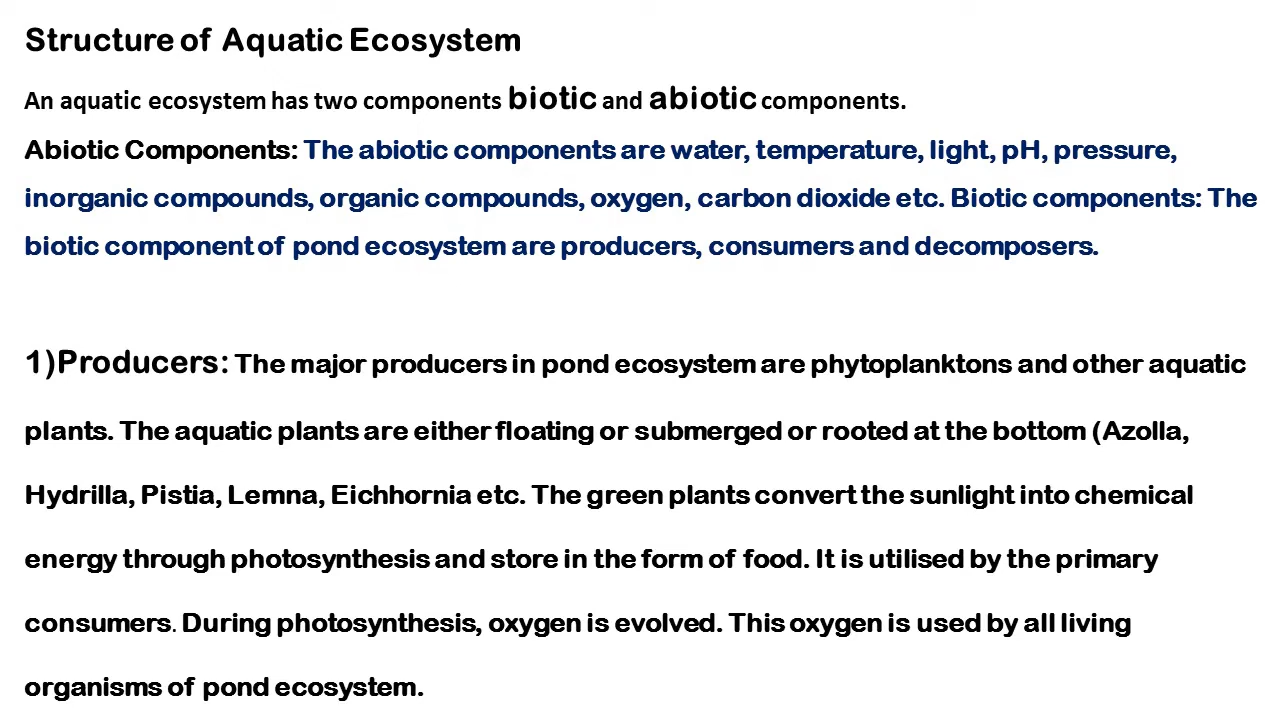 Structure of Aquatic Ecosystem
An aquatic ecosystem has two components biotic and abiotic components.
Abiotic Components: The abiotic components are water, temperature, light, pH, pressure,
inorganic compounds, organic compounds, oxygen, carbon dioxide etc. Biotic components: The
biotic component of pond ecosystem are producers, consumers and decomposers.
1)Producers: The major producers in pond ecosystem are phytoplanktons and other aquatic
plants. The aquatic plants are either floating or submerged or rooted at the bottom (Azolla,
Hydrilla, Pistia, Lemna, Eichhornia etc. The green plants convert the sunlight into chemical
energy through photosynthesis and store in the form of food. It is utilised by the primary
consumers. During photosynthesis, oxygen is evolved. This oxygen is used by all living
organisms of pond ecosystem.